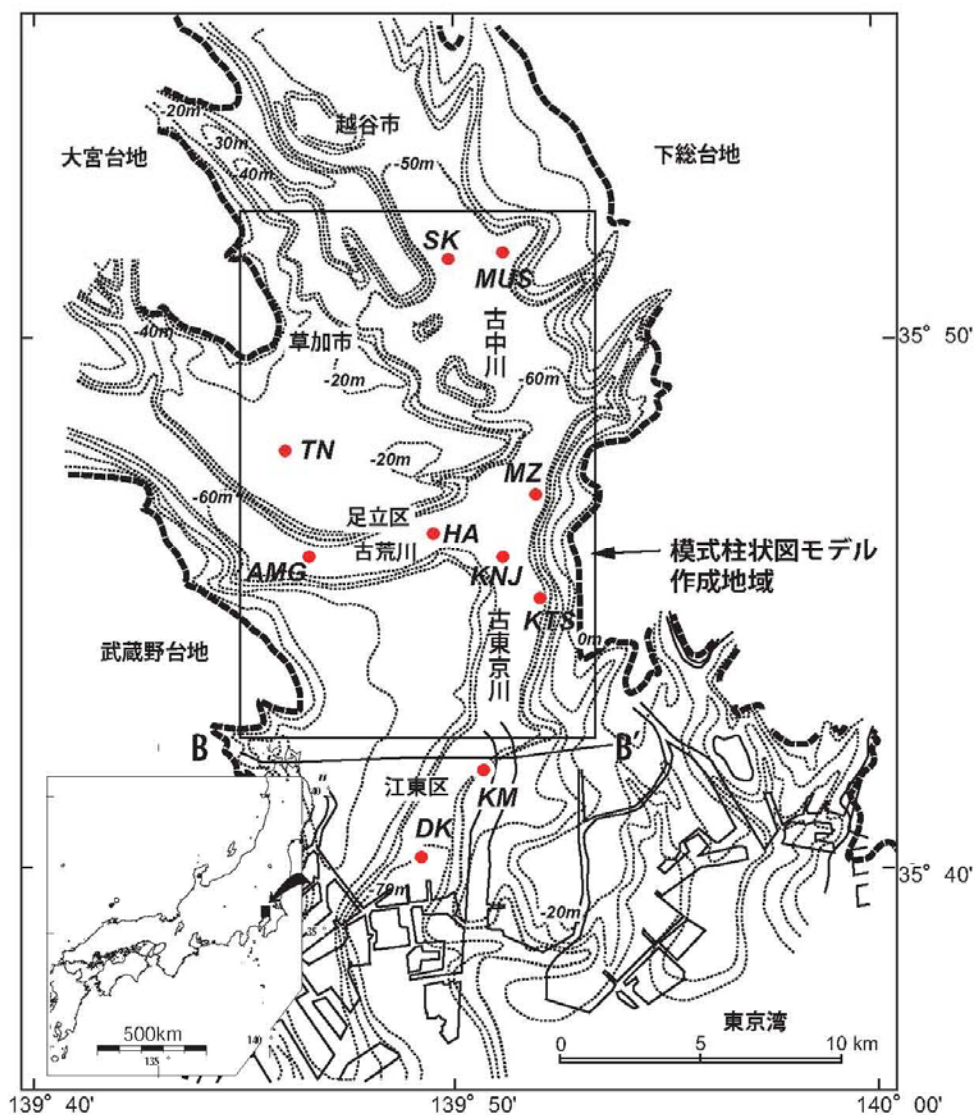 越谷市
-20m
大宮台地
-30m
-50m
下総台地
-40m
SK
MUS
古中川
-40m
草加市
35° 50'
-20m
-60m
TN
-20m
MZ
-60m
足立区
HA
古荒川
模式柱状図モデル
作成地域
AMG
KNJ
KTS
古東京川
0m
武蔵野台地
B
B'
江東区
KM
DK
35° 40'
-70m
-20m
東京湾
500km
135°
140
0
5
10 km
139° 40'
139° 50'
140° 00'